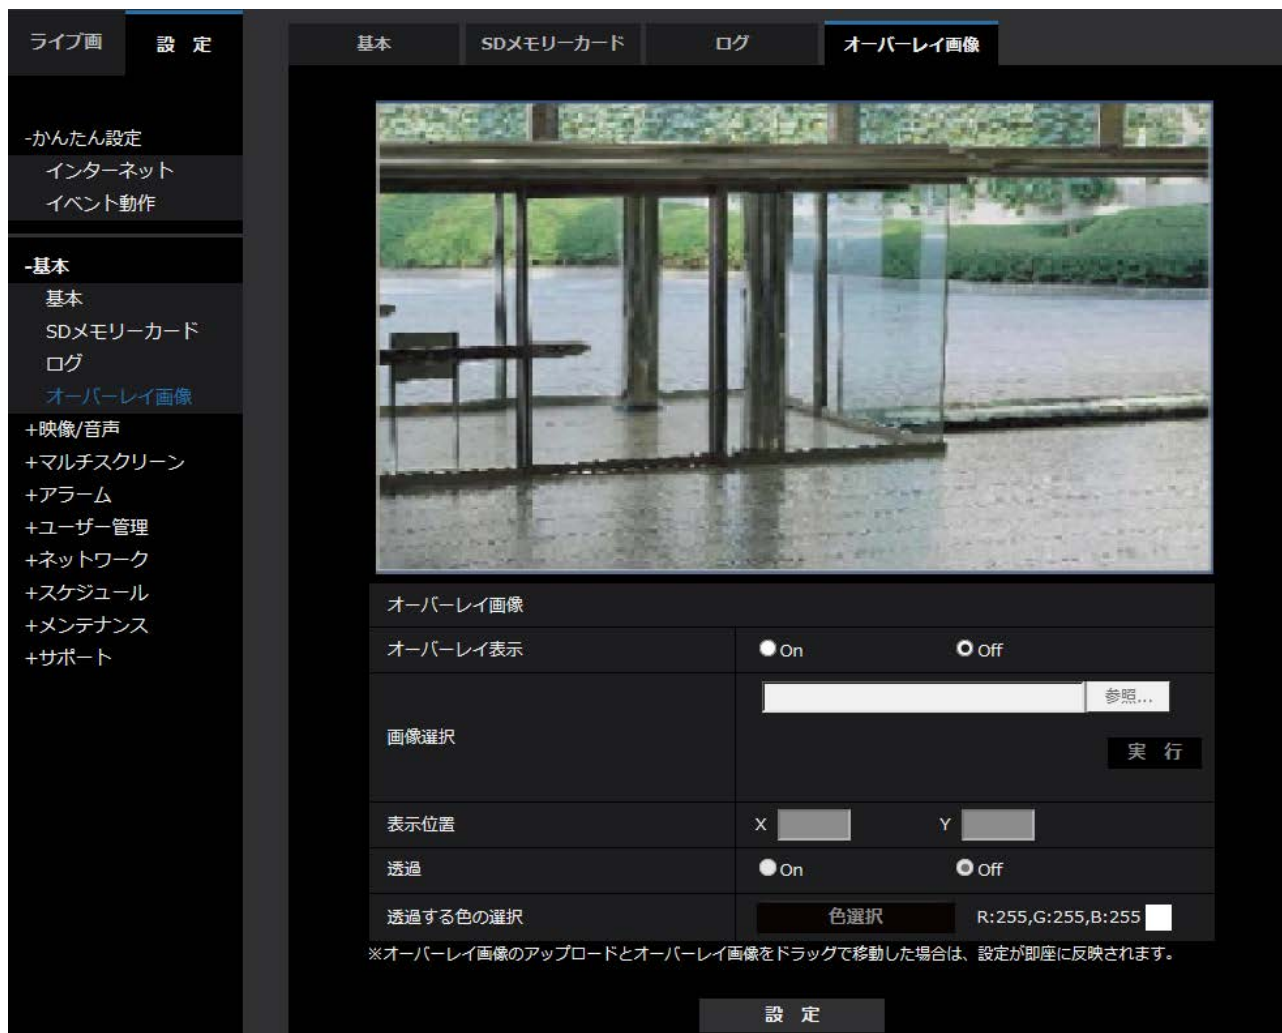 ライブ画 設 定 基本 SDメモリーカード ログ オーバーレイ画像
-かんたん設定
インターネット
イベント動作
-基本
基本
SDメモリーカード
ログ
オーバーレイ画像
+映像/音声
+マルチスクリーン
+アラーム
+ユーザー管理
+ネットワーク
+スケジュール
+メンテナンス
+サポート
オーバーレイ画像
オーバーレイ表示 On Off
画像選択 参照...
実 行
表示位置 X Y
透過 On Off
透過する色の選択 色選択 R:255,G:255,B:255
※オーバーレイ画像のアップロードとオーバーレイ画像をドラッグで移動した場合は、設定が即座に反映されます。
設 定